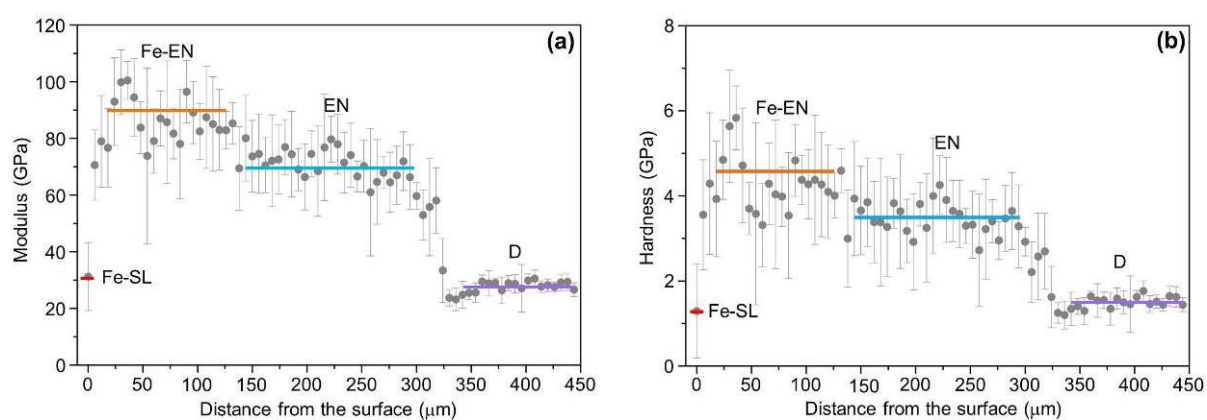 120
100
80
60
40
20
0
Modulus (GPa)
(a)
Fe-EN
EN
D
Fe-SL
0 50 100 150 200 250 300 350 400 450
Distance from the surface (μm)
8
6
4
2
0
Hardness (GPa)
(b)
Fe-EN
EN
D
Fe-SL
0 50 100 150 200 250 300 350 400 450
Distance from the surface (μm)